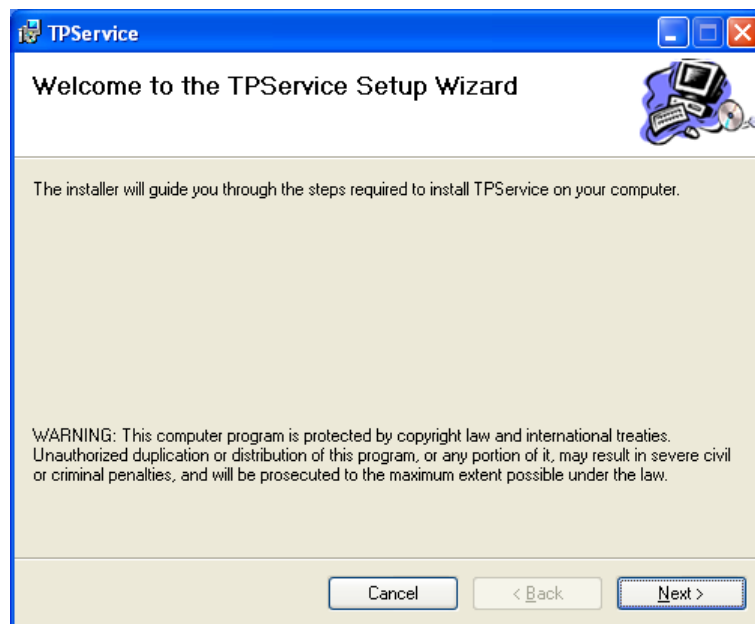 TPService
Welcome to the TPService Setup Wizard
The installer will guide you through the steps required to install TPService on your computer.
WARNING: This computer program is protected by copyright law and international treaties.
Unauthorized duplication or distribution of this program, or any portion of it, may result in severe civil
or criminal penalties, and will be prosecuted to the maximum extent possible under the law.
Cancel < Back Next >